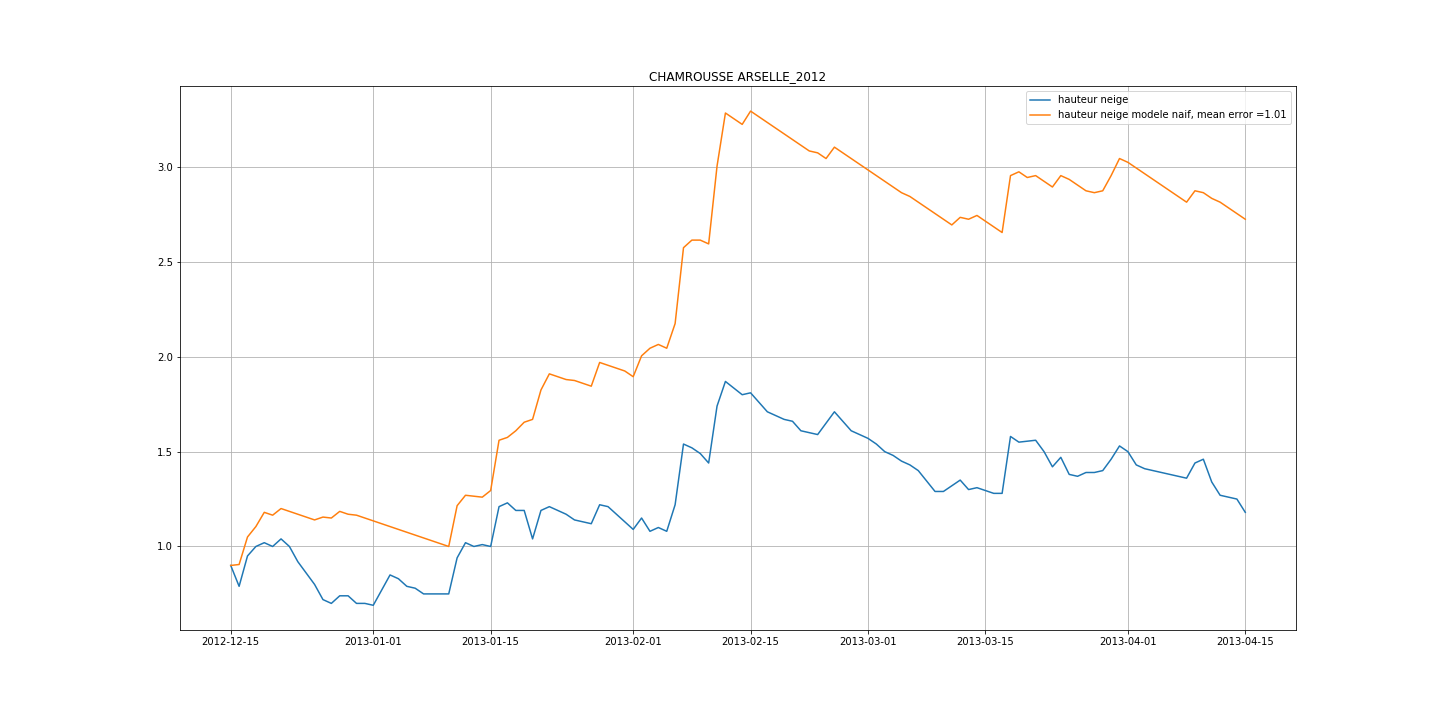 CHAMROUSSE ARSELLE_2012
hauteur neige
hauteur neige modele naif, mean error =1.01
3.0
2.5
2.0
1.5
1.0
2012-12-15 2013-01-01 2013-01-15 2013-02-01 2013-02-15 2013-03-01 2013-03-15 2013-04-01 2013-04-15